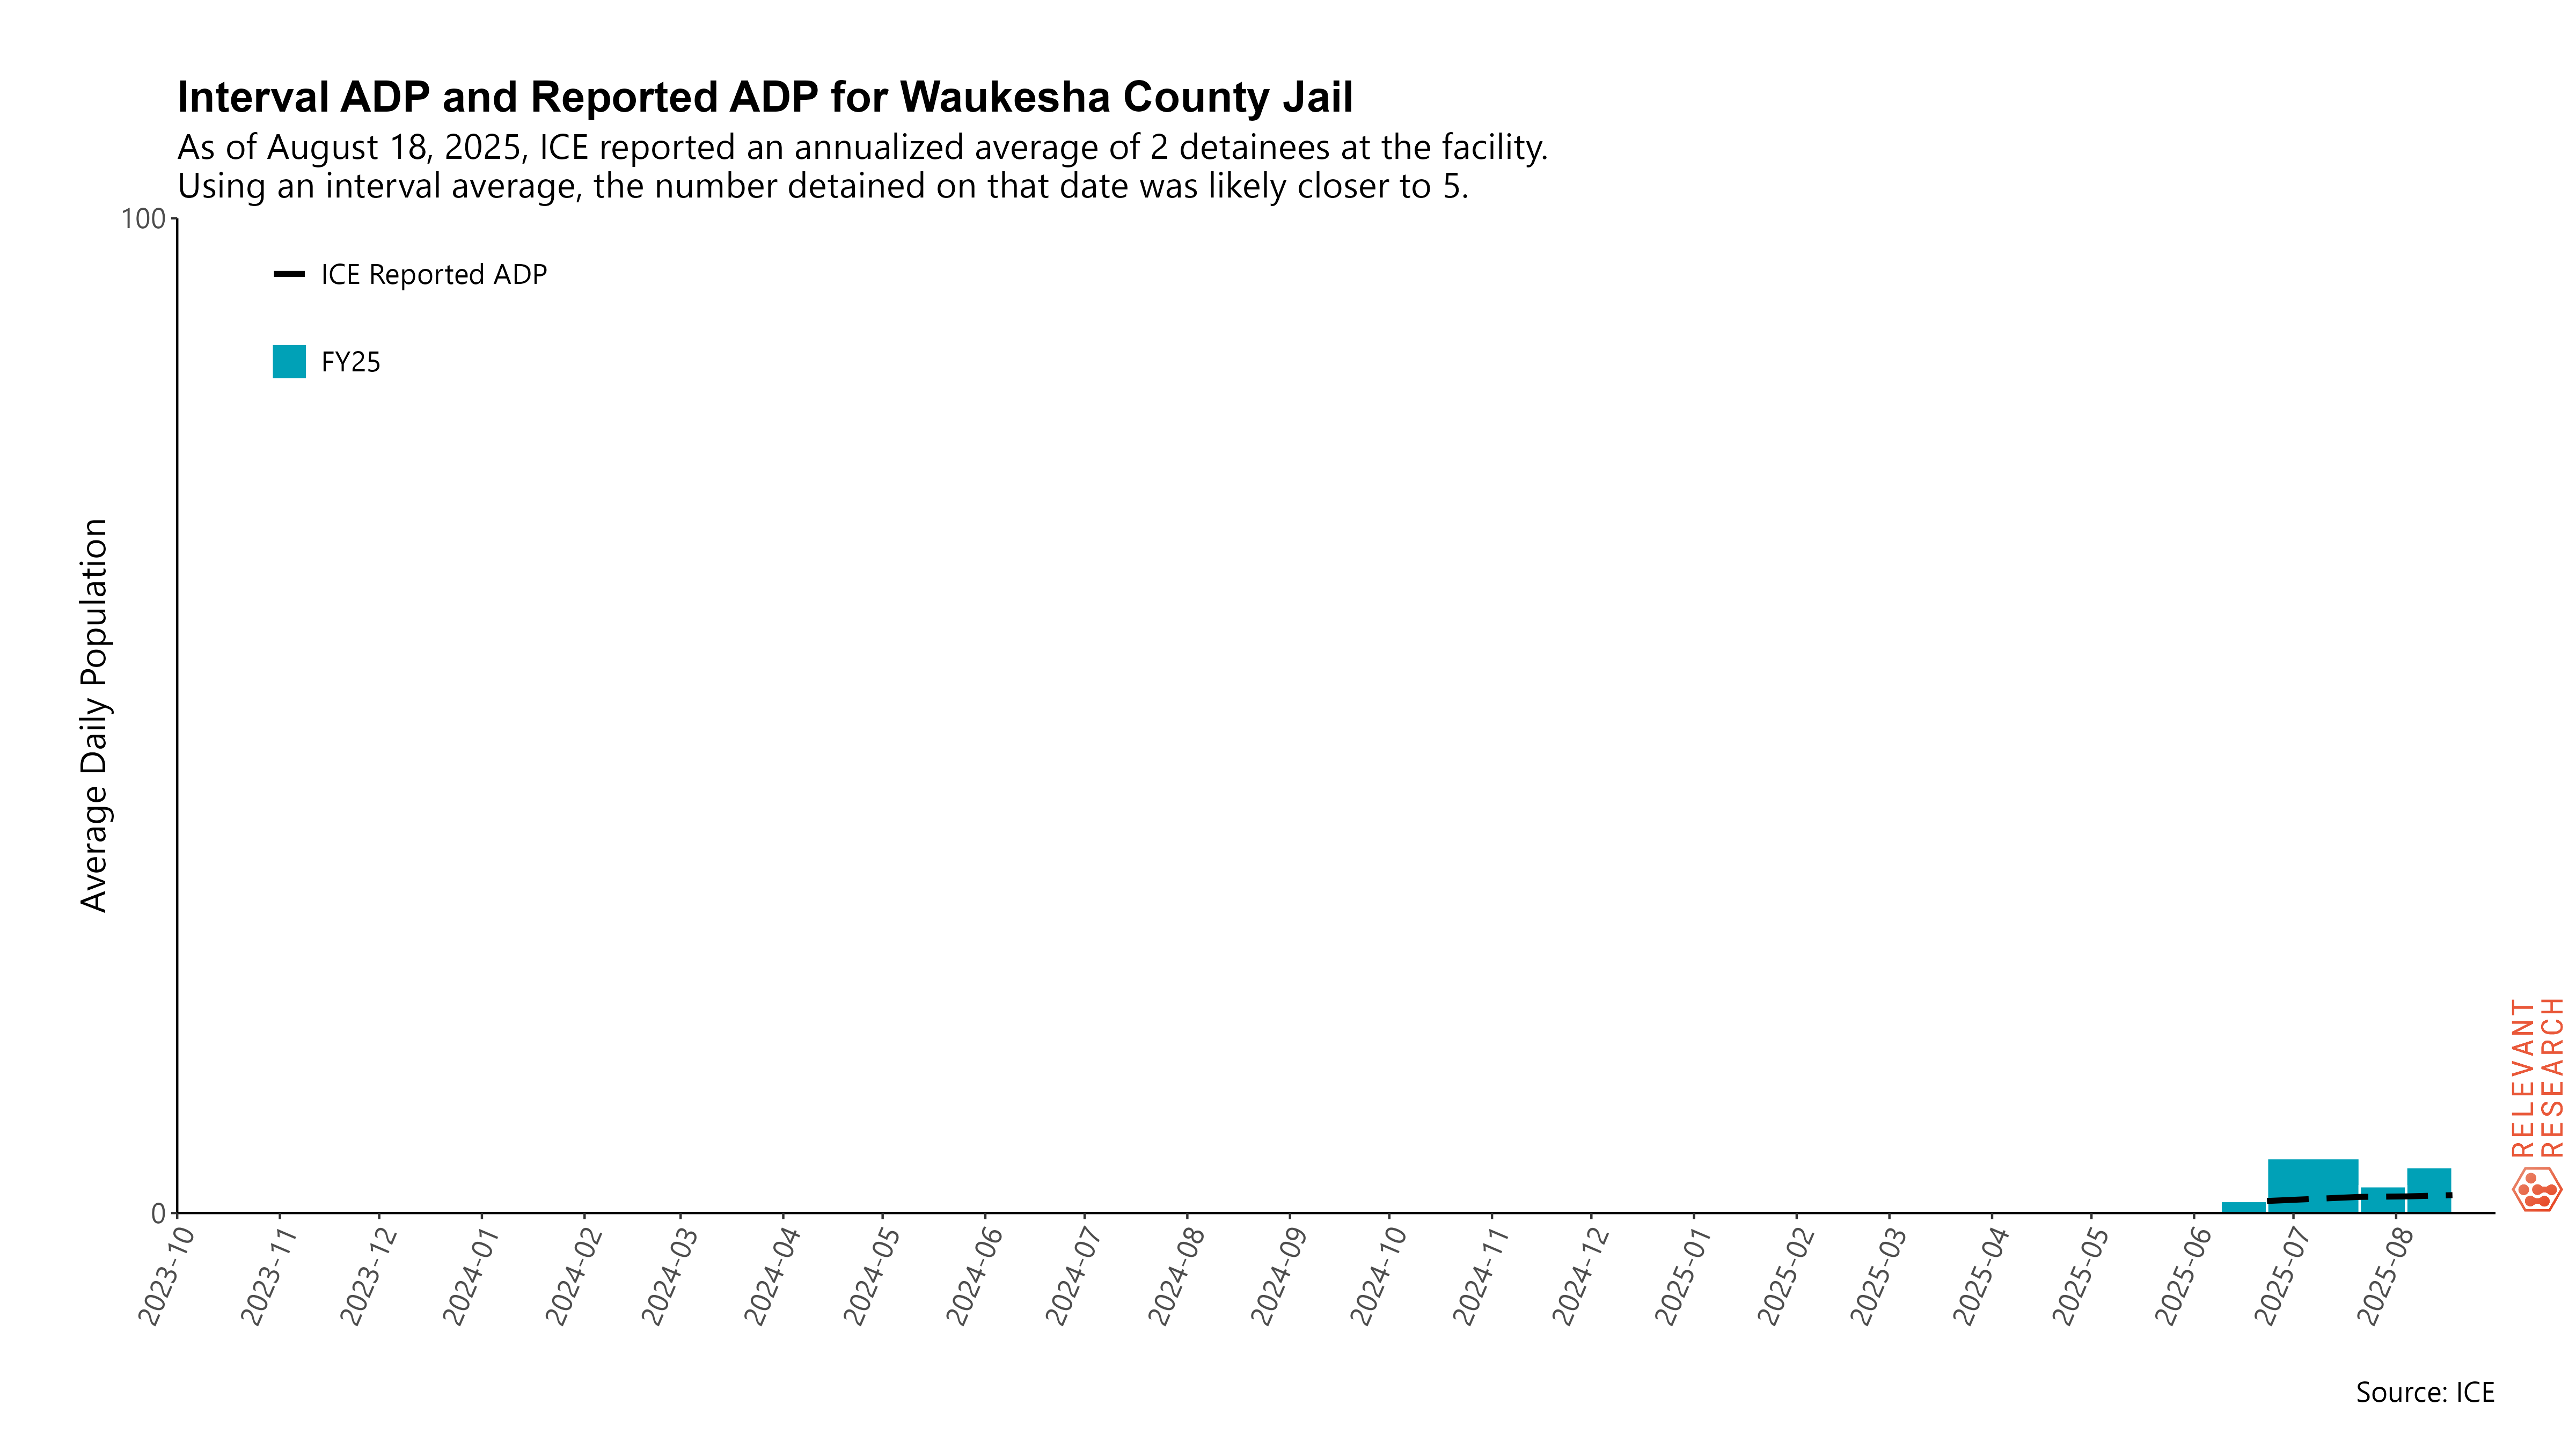 Interval ADP and Reported ADP for Waukesha County Jail
As of August 18, 2025, ICE reported an annualized average of 2 detainees at the facility.
Using an interval average, the number detained on that date was likely closer to 5.
100
ICE Reported ADP
FY25
Average Daily Population
0
2023-10
2023-11
2023-12
2024-01
2024-02
2024-03
2024-04
2024-05
2024-06
2024-07
2024-08
2024-09
2024-10
2024-11
2024-12
2025-01
2025-02
2025-03
2025-04
2025-05
2025-06
2025-07
2025-08
RELEVANT
RESEARCH
Source: ICE